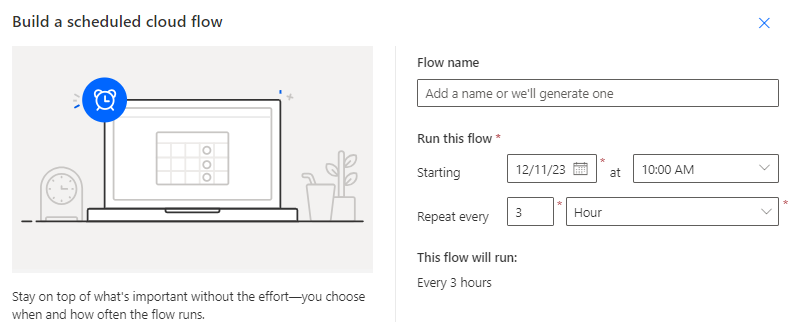 Build a scheduled cloud flow
Stay on top of what's important without the effort—you choose
when and how often the flow runs.
Flow name
Add a name or we'll generate one
Run this flow *
Starting 12/11/23 * at 10:00 AM
Repeat every 3 * Hour *
This flow will run:
Every 3 hours